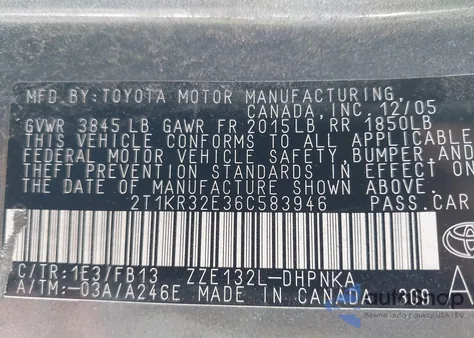 MFD. BY: TOYOTA MOTOR MANUFACTURING,
CANADA, INC. 12/05
GVWR 3845 LB GAWR FR 2015LB RR 1850LB
THIS VEHICLE CONFORMS TO ALL APPLICABLE
FEDERAL MOTOR VEHICLE SAFETY, BUMPER, AND
THEFT PREVENTION STANDARDS IN EFFECT ON
THE DATE OF MANUFACTURE SHOWN ABOVE.
2T1KR32E36C583946 PASS.CAR
C/TR:1E3/FB13 ZZE132L-DHPNKA
A/TM:-03A/A246E MADE IN CANADA 809 A
autoshop